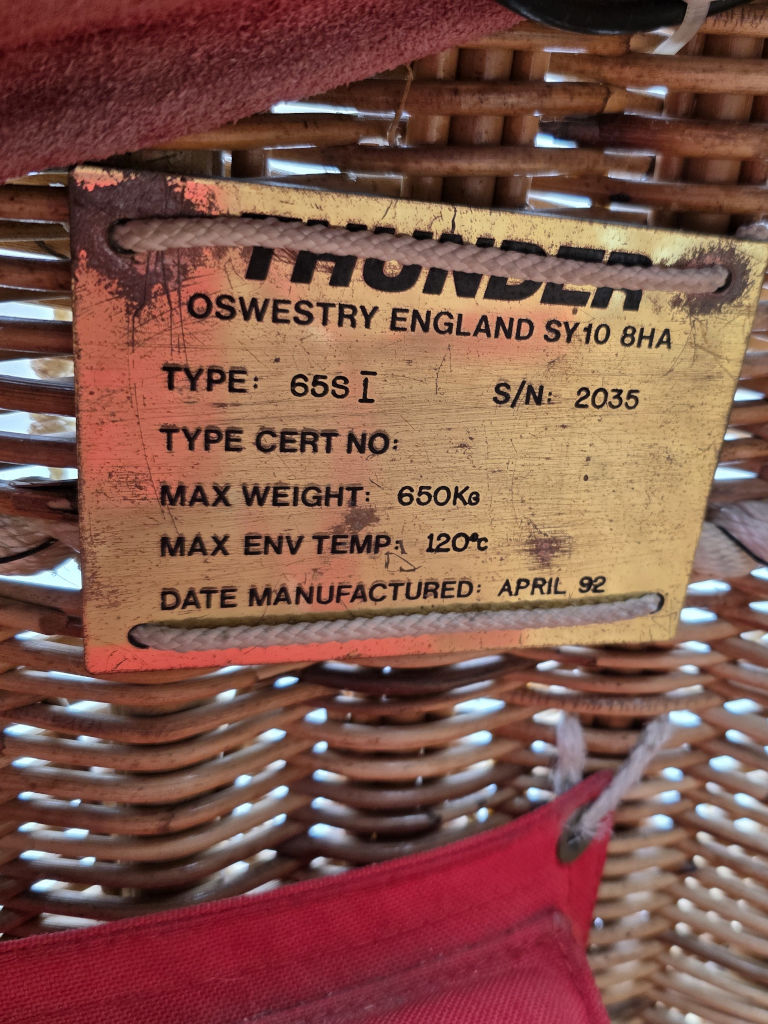 THUNDER
OSWESTRY ENGLAND SY10 8HA
TYPE: 65S I S/N: 2035
TYPE CERT NO:
MAX WEIGHT: 650KG
MAX ENV TEMP: 120°C
DATE MANUFACTURED: APRIL 92